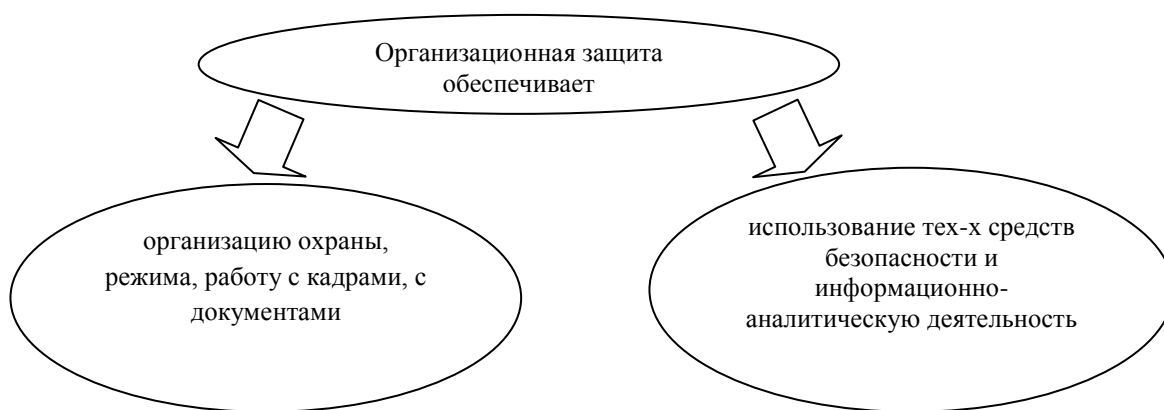 Организационная защита
обеспечивает
организацию охраны,
режима, работу с кадрами, с
документами
использование тех-х средств
безопасности и
информационно-
аналитическую деятельность